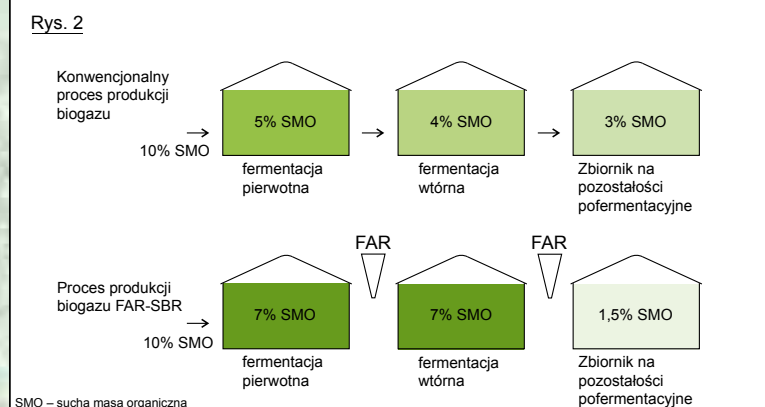 Rys. 2
Konwencjonalny
proces produkcji
biogazu
10% SMO
5% SMO
fermentacja
pierwotna
4% SMO
fermentacja
wtórna
3% SMO
Zbiornik na
pozostałości
pofermentacyjne
Proces produkcji
biogazu FAR-SBR
10% SMO
7% SMO
fermentacja
pierwotna
FAR
7% SMO
fermentacja
wtórna
FAR
1,5% SMO
Zbiornik na
pozostałości
pofermentacyjne
SMO – sucha masa organiczna